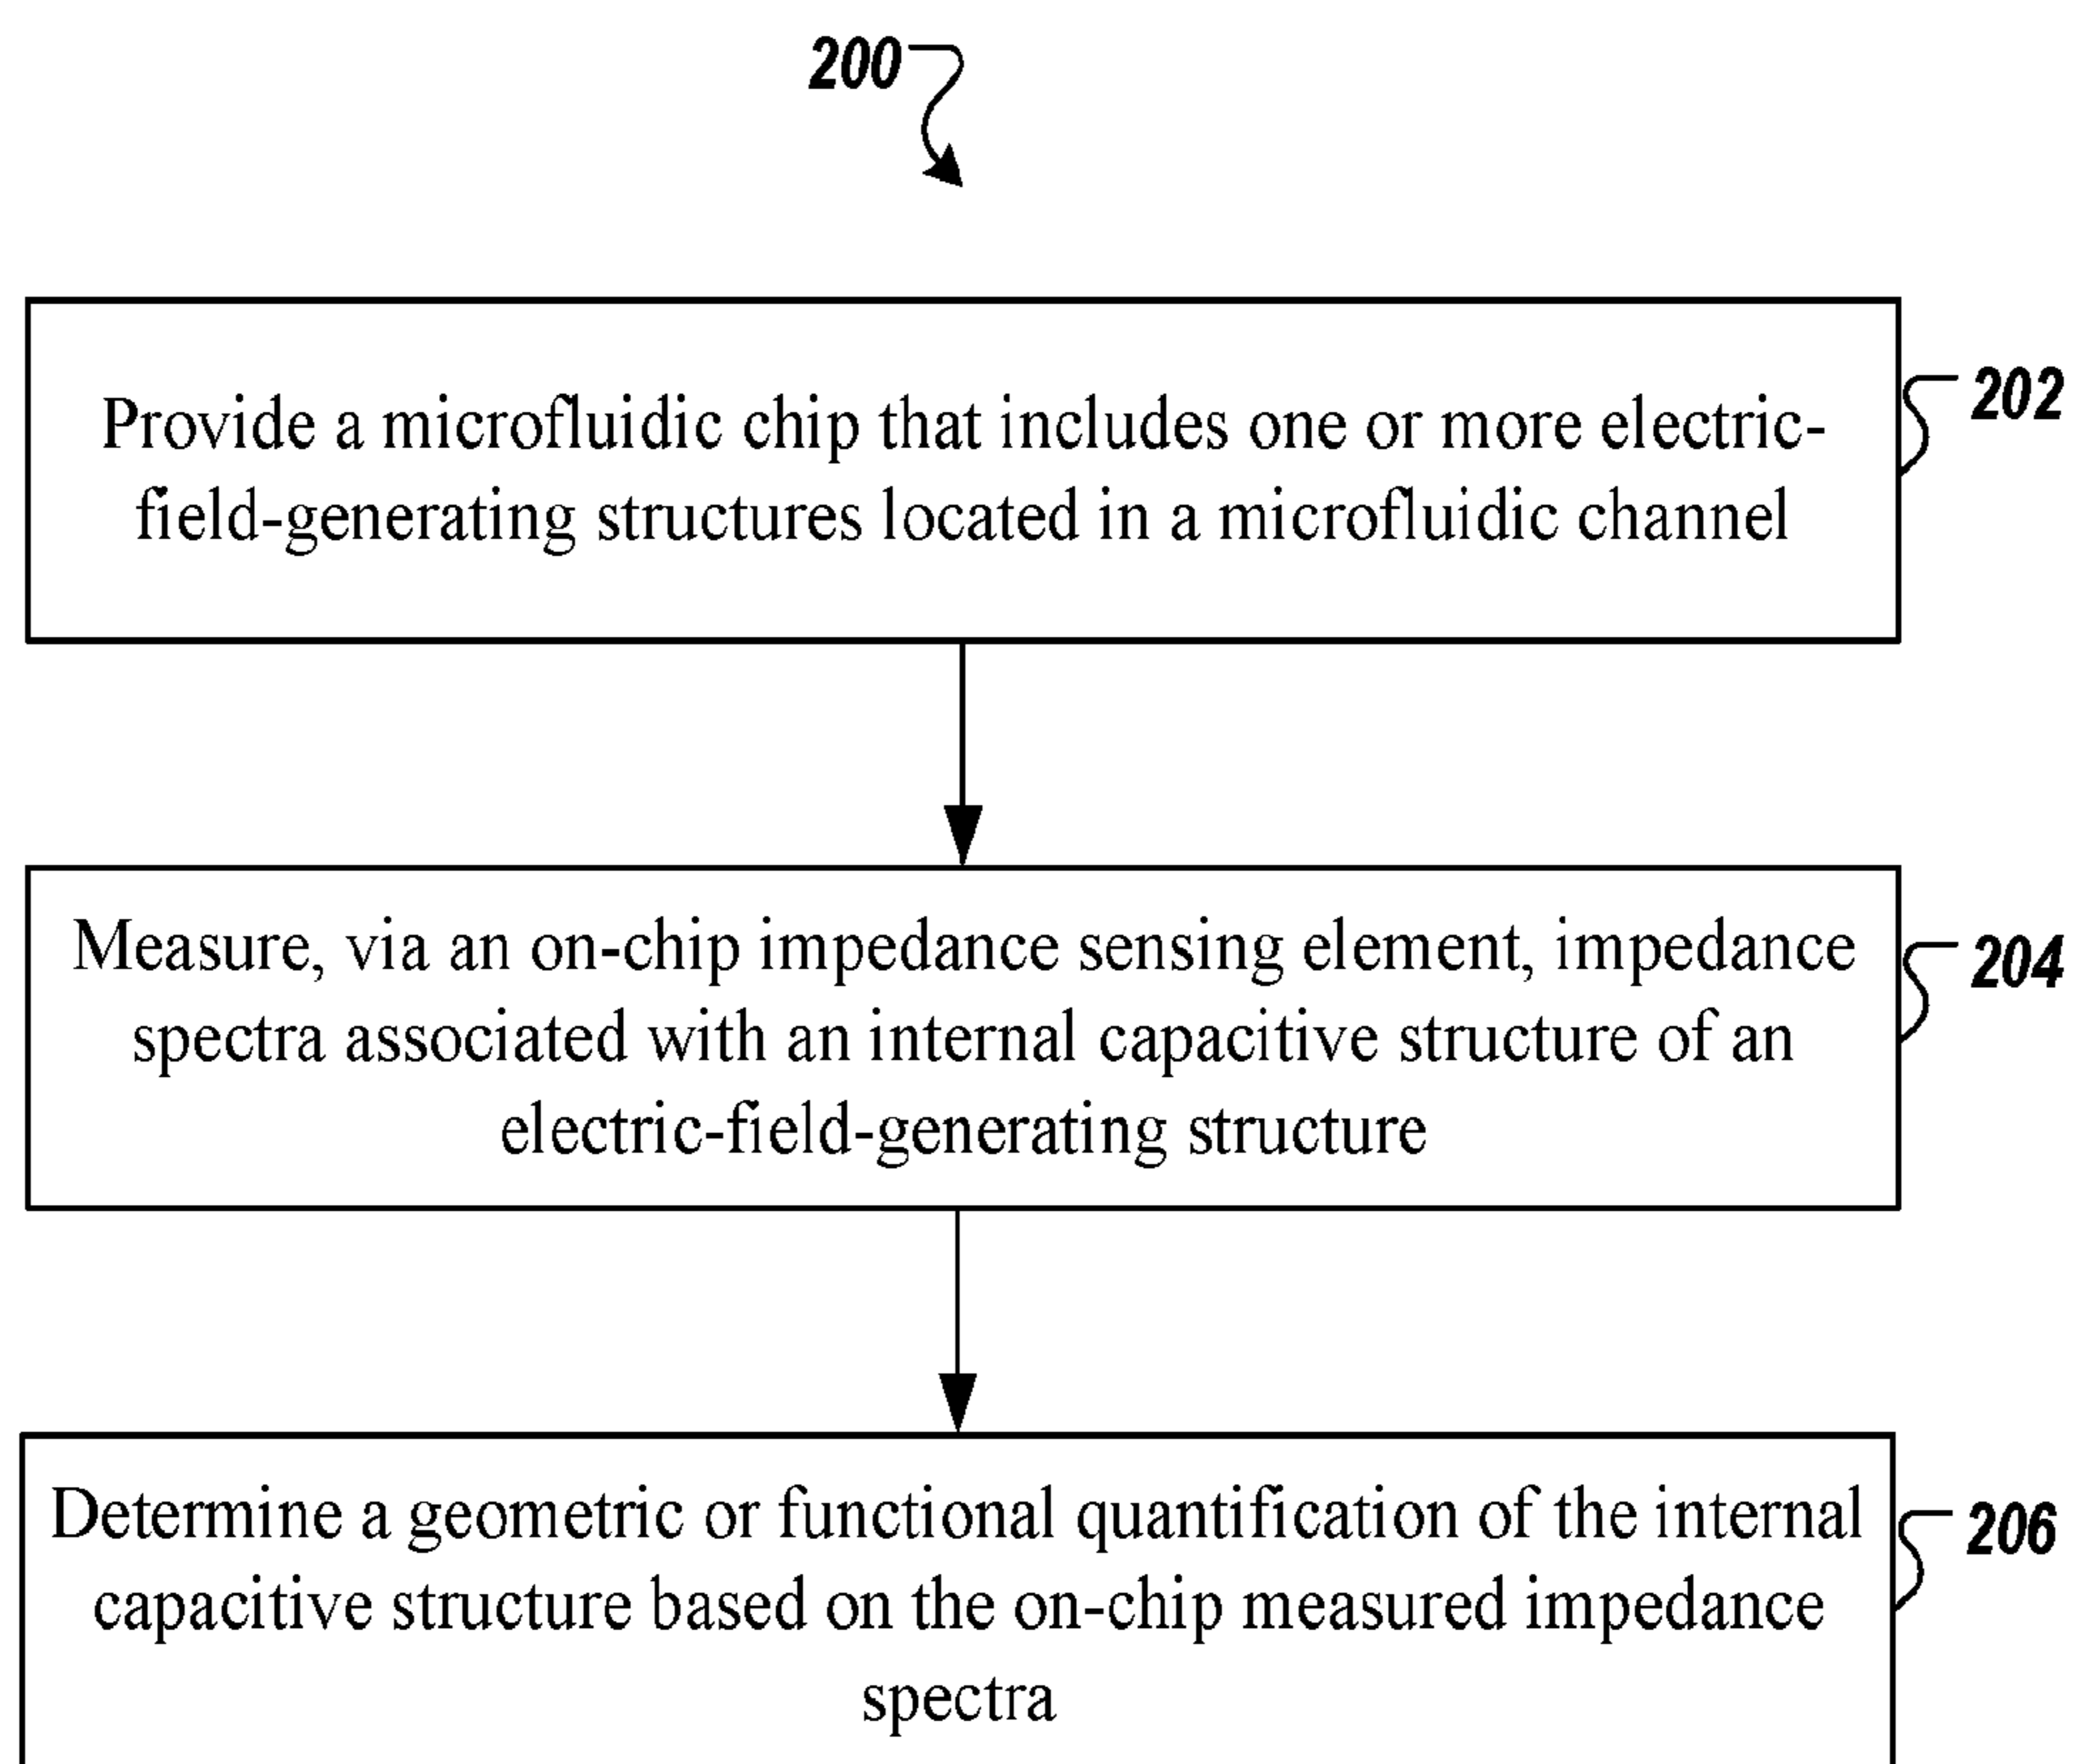 200
Provide a microfluidic chip that includes one or more electric-
field-generating structures located in a microfluidic channel
202
Measure, via an on-chip impedance sensing element, impedance
spectra associated with an internal capacitive structure of an
electric-field-generating structure
204
Determine a geometric or functional quantification of the internal
capacitive structure based on the on-chip measured impedance
spectra
206